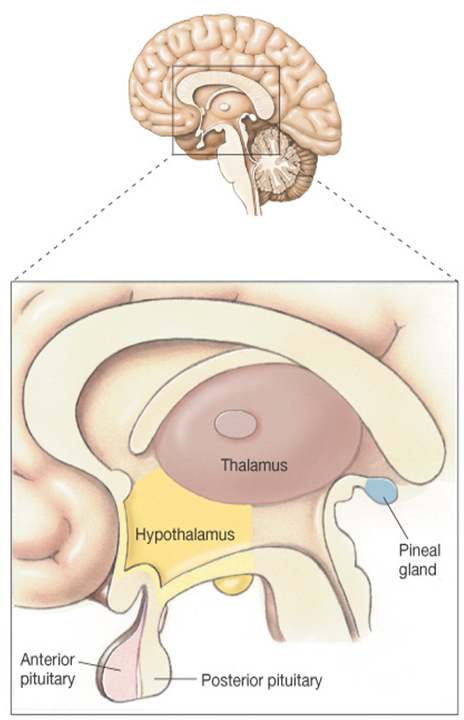 Thalamus
Hypothalamus
Pineal
gland
Anterior
pituitary
Posterior pituitary